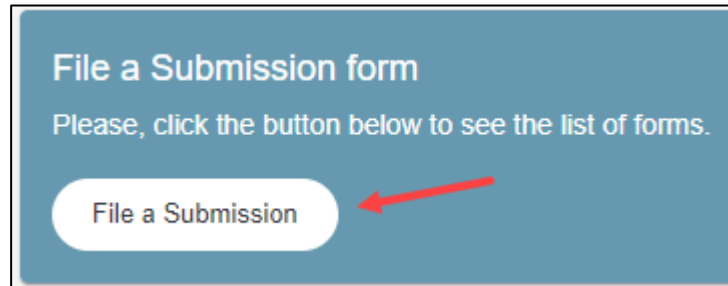 File a Submission form
Please, click the button below to see the list of forms.
File a Submission